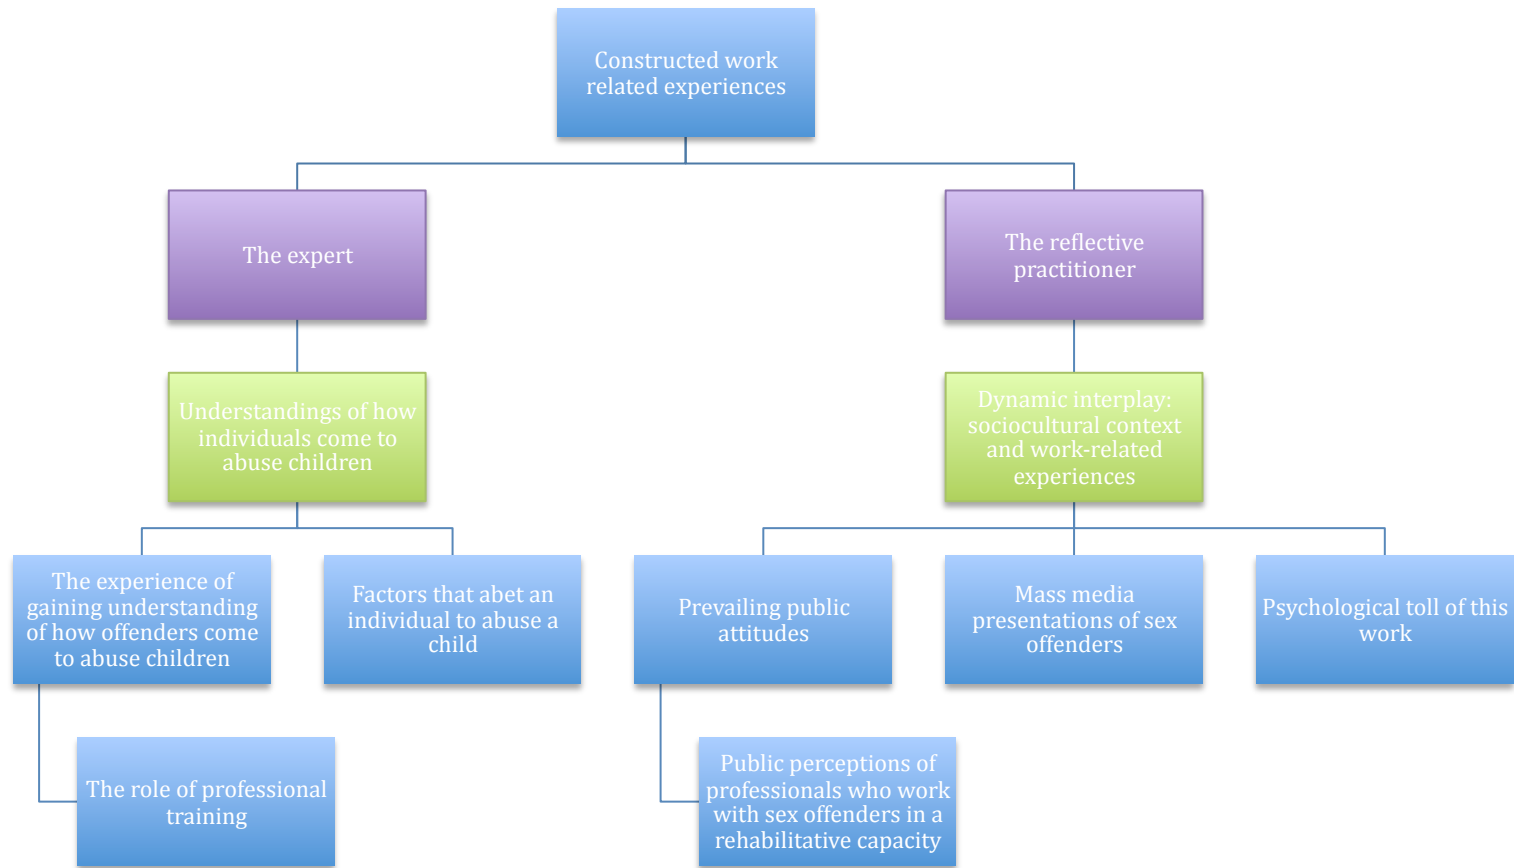 Constructed work
related experiences
The expert
The reflective
practitioner
Understandings of how
individuals come to
abuse children
Dynamic interplay:
sociocultural context
and work-related
experiences
The experience of
gaining understanding
of how offenders come
to abuse children
Factors that abet an
individual to abuse a
child
Prevailing public
attitudes
Mass media
presentations of sex
offenders
Psychological toll of this
work
The role of professional
training
Public perceptions of
professionals who work
with sex offenders in a
rehabilitative capacity